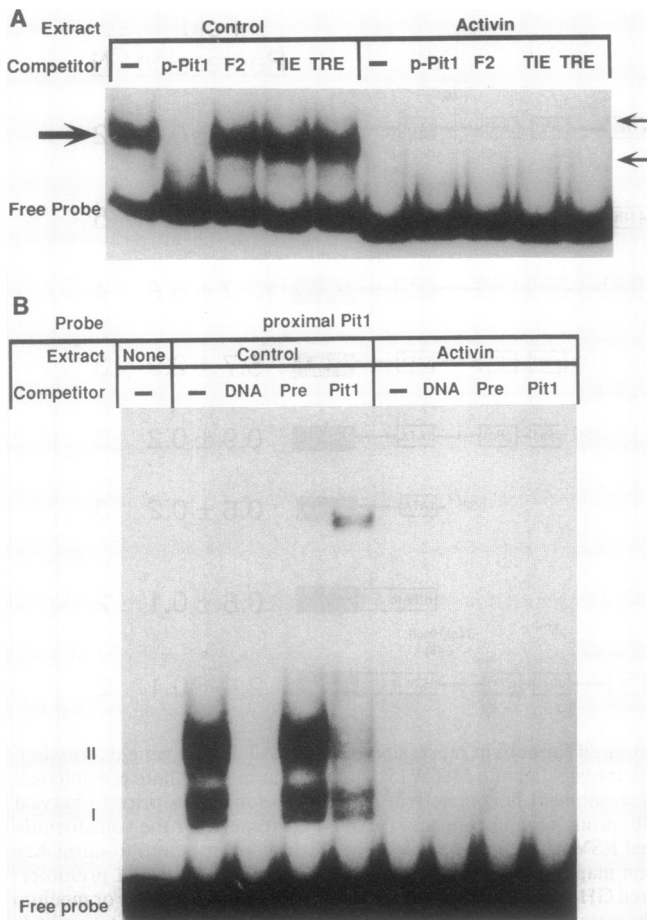 A
Extract Control Activin
Competitor – p-Pit1 F2 TIE TRE – p-Pit1 F2 TIE TRE
Free Probe
B
Probe proximal Pit1
Extract None Control Activin
Competitor – – DNA Pre Pit1 – DNA Pre Pit1
II
I
Free probe